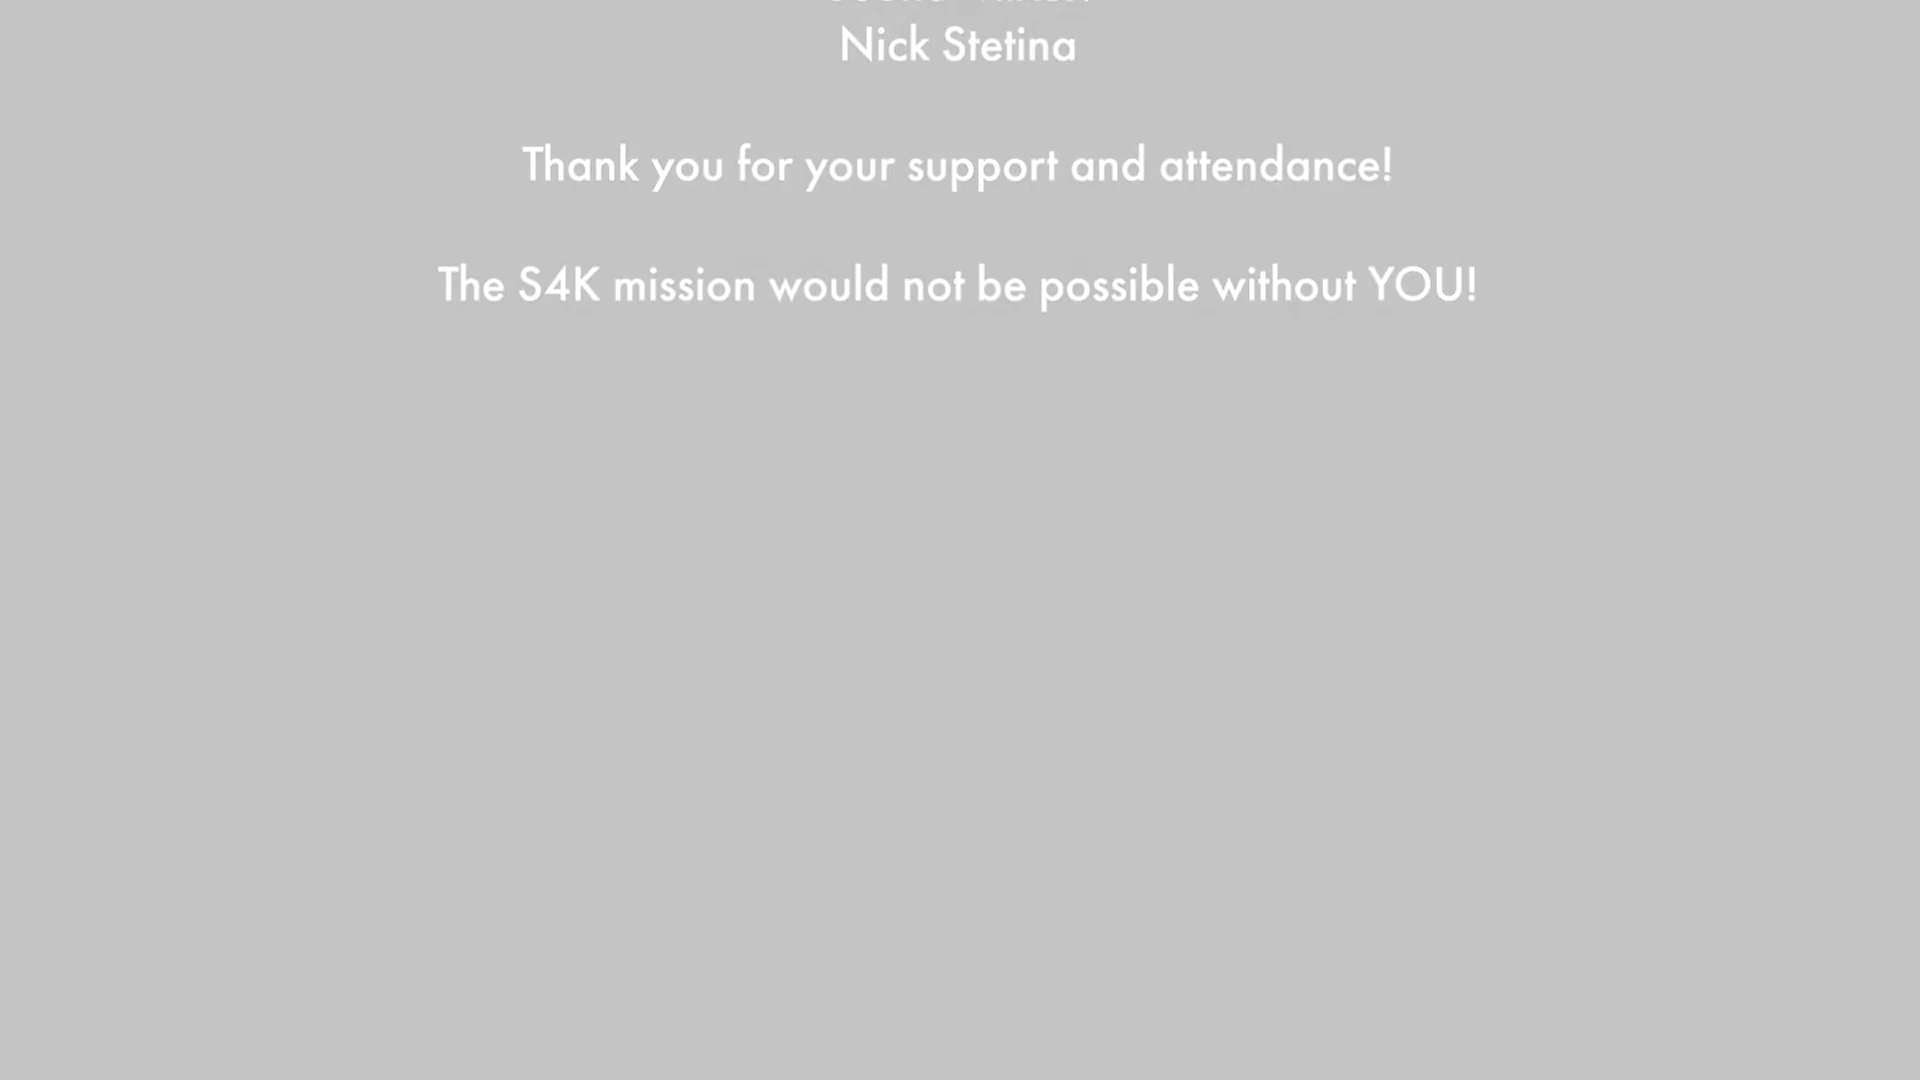 Nick Stetina
Thank you for your support and attendance!
The S4K mission would not be possible without YOU!